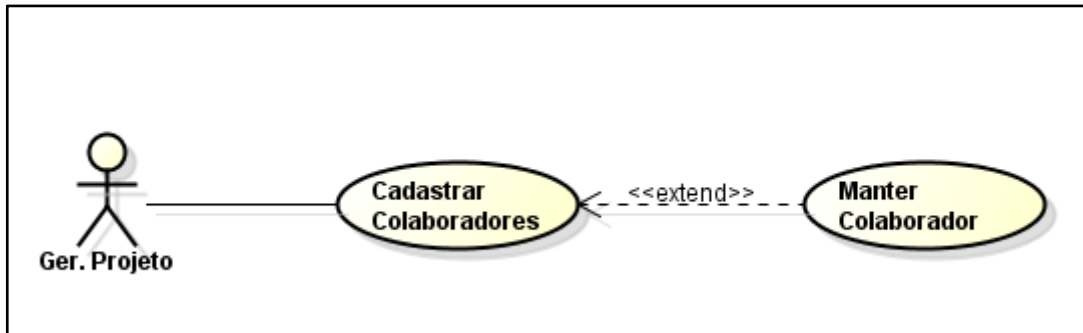 Cadastrar
Colaboradores
<<extend>>
Manter
Colaborador
Ger. Projeto